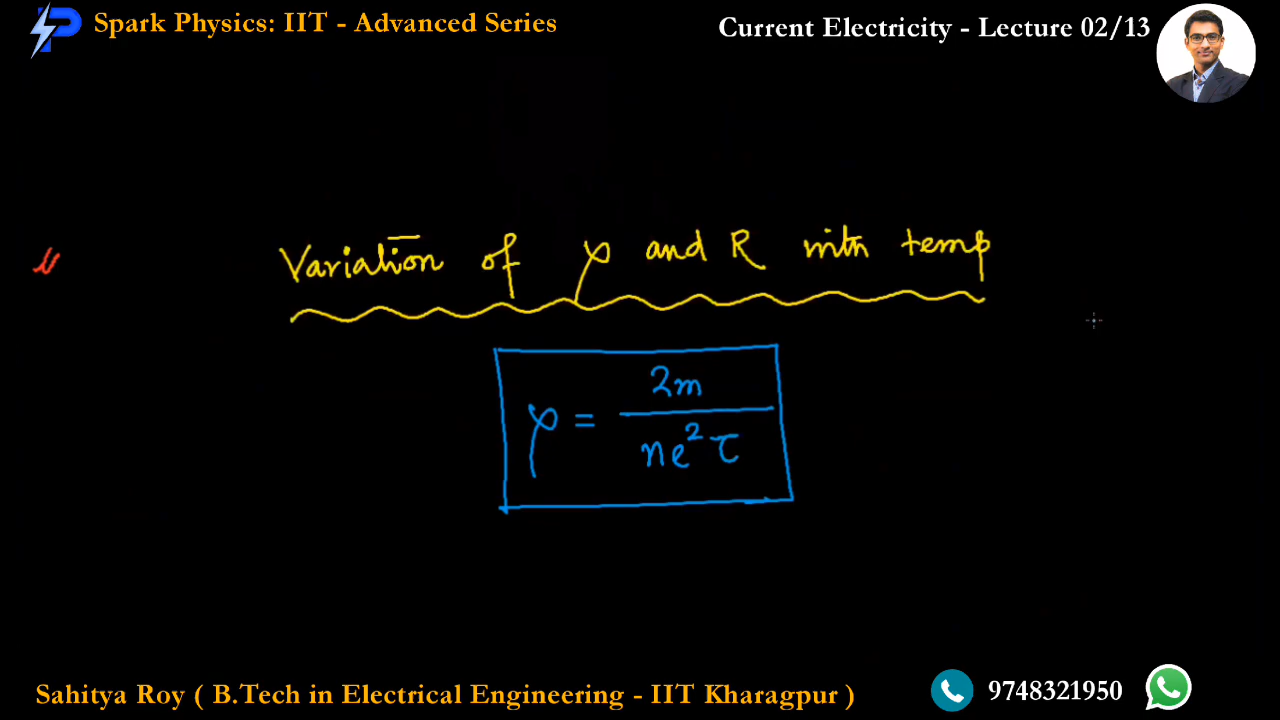 Spark Physics: IIT - Advanced Series
Current Electricity - Lecture 02/13
Variation of ρ and R with temp
ρ = 2m / ne²τ
Sahitya Roy ( B.Tech in Electrical Engineering - IIT Kharagpur )
9748321950